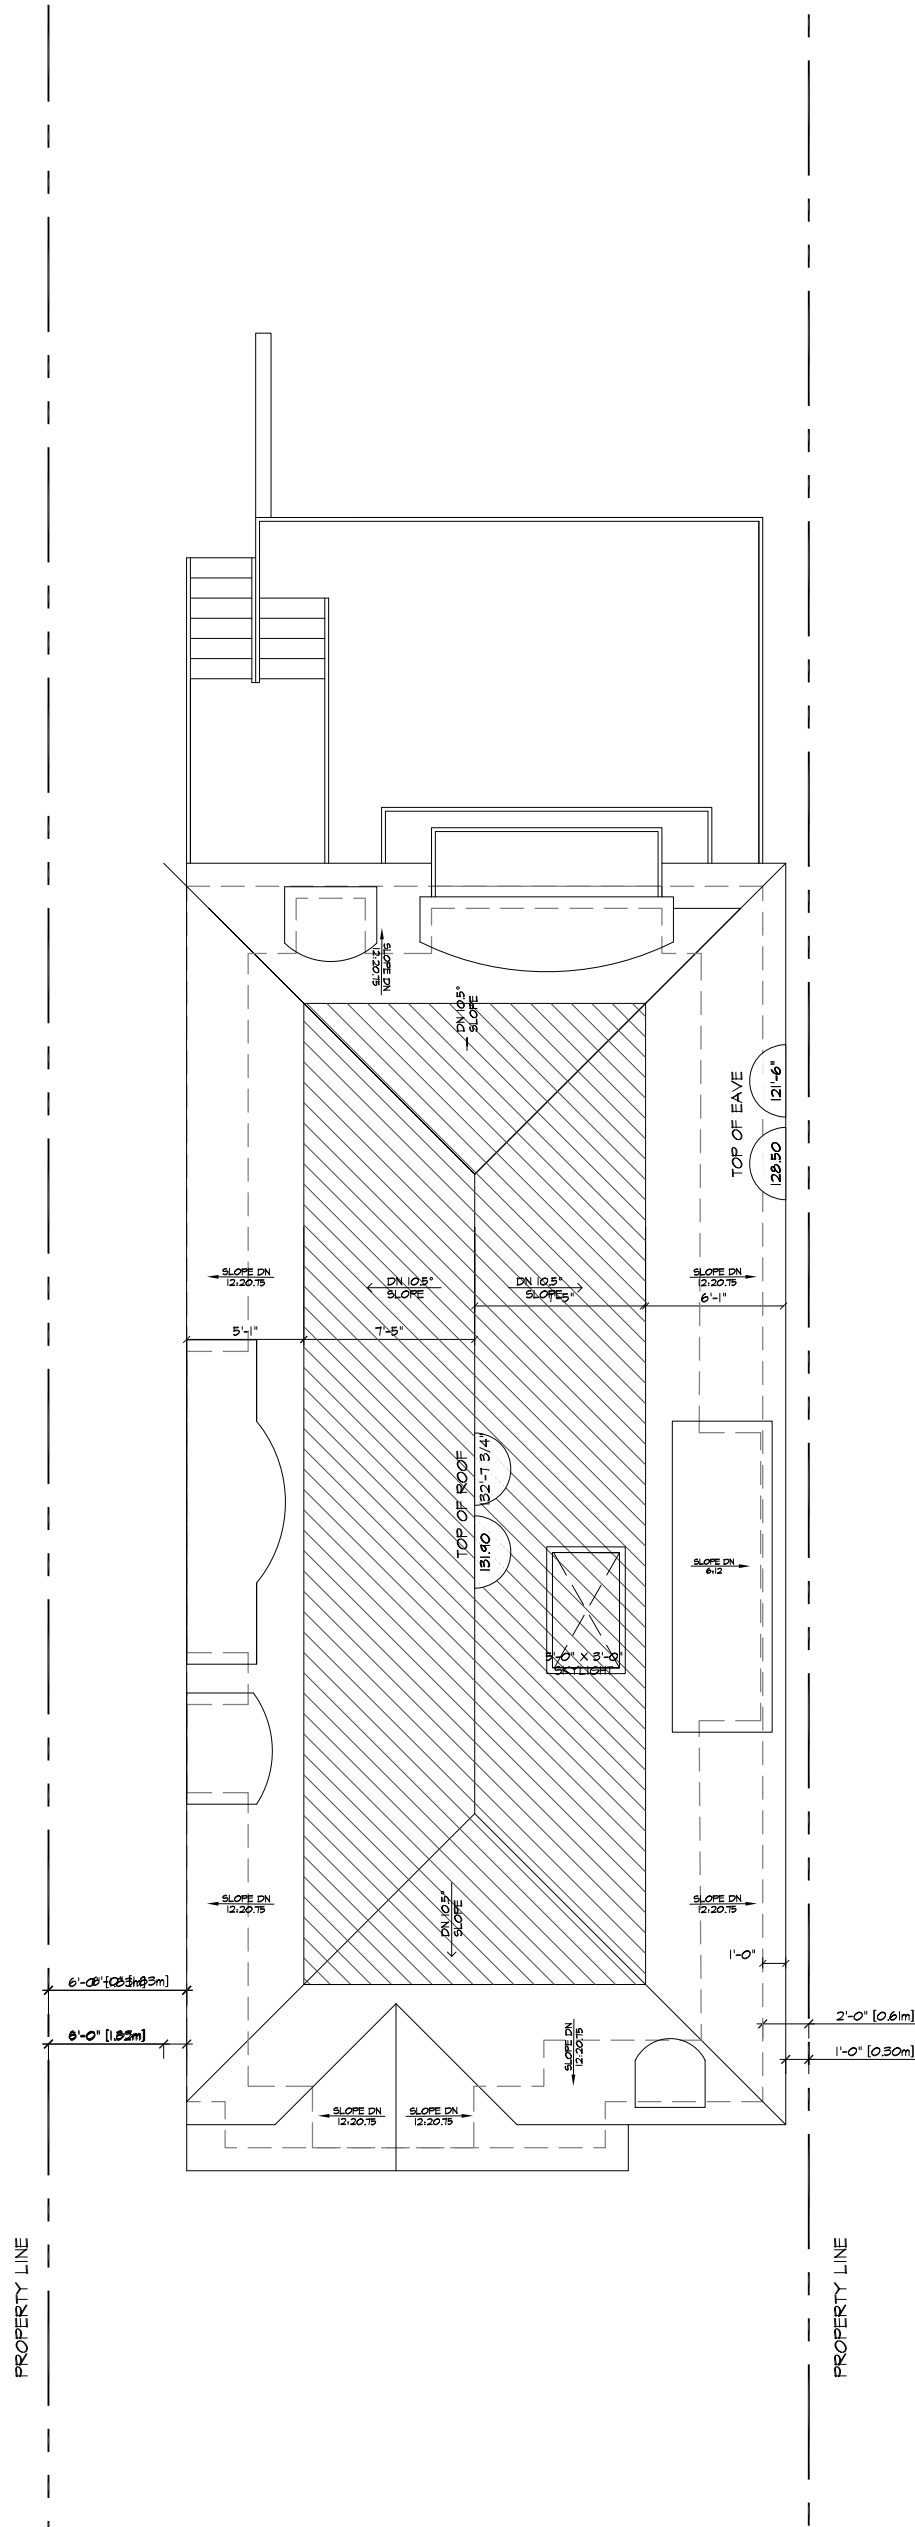 SLOPE DN
12:20.75
DN 10.5°
SLOPE
TOP OF EAVE
121'-6"
128.50
SLOPE DN
12:20.75
DN 10.5°
SLOPE
DN 10.5°
SLOPE
SLOPE DN
12:20.75
7'-5"
6'-1"
5'-1"
7'-5"
TOP OF ROOF
32'-7 3/4"
131.90
SLOPE DN
6:12
3'-0" X 3'-0"
SKYLIGHT
SLOPE DN
12:20.75
DN 10.5°
SLOPE
SLOPE DN
12:20.75
1'-0"
2'-0" [0.61m]
1'-0" [0.30m]
SLOPE DN
12:20.75
SLOPE DN
12:20.75
SLOPE DN
12:20.75
PROPERTY LINE
PROPERTY LINE